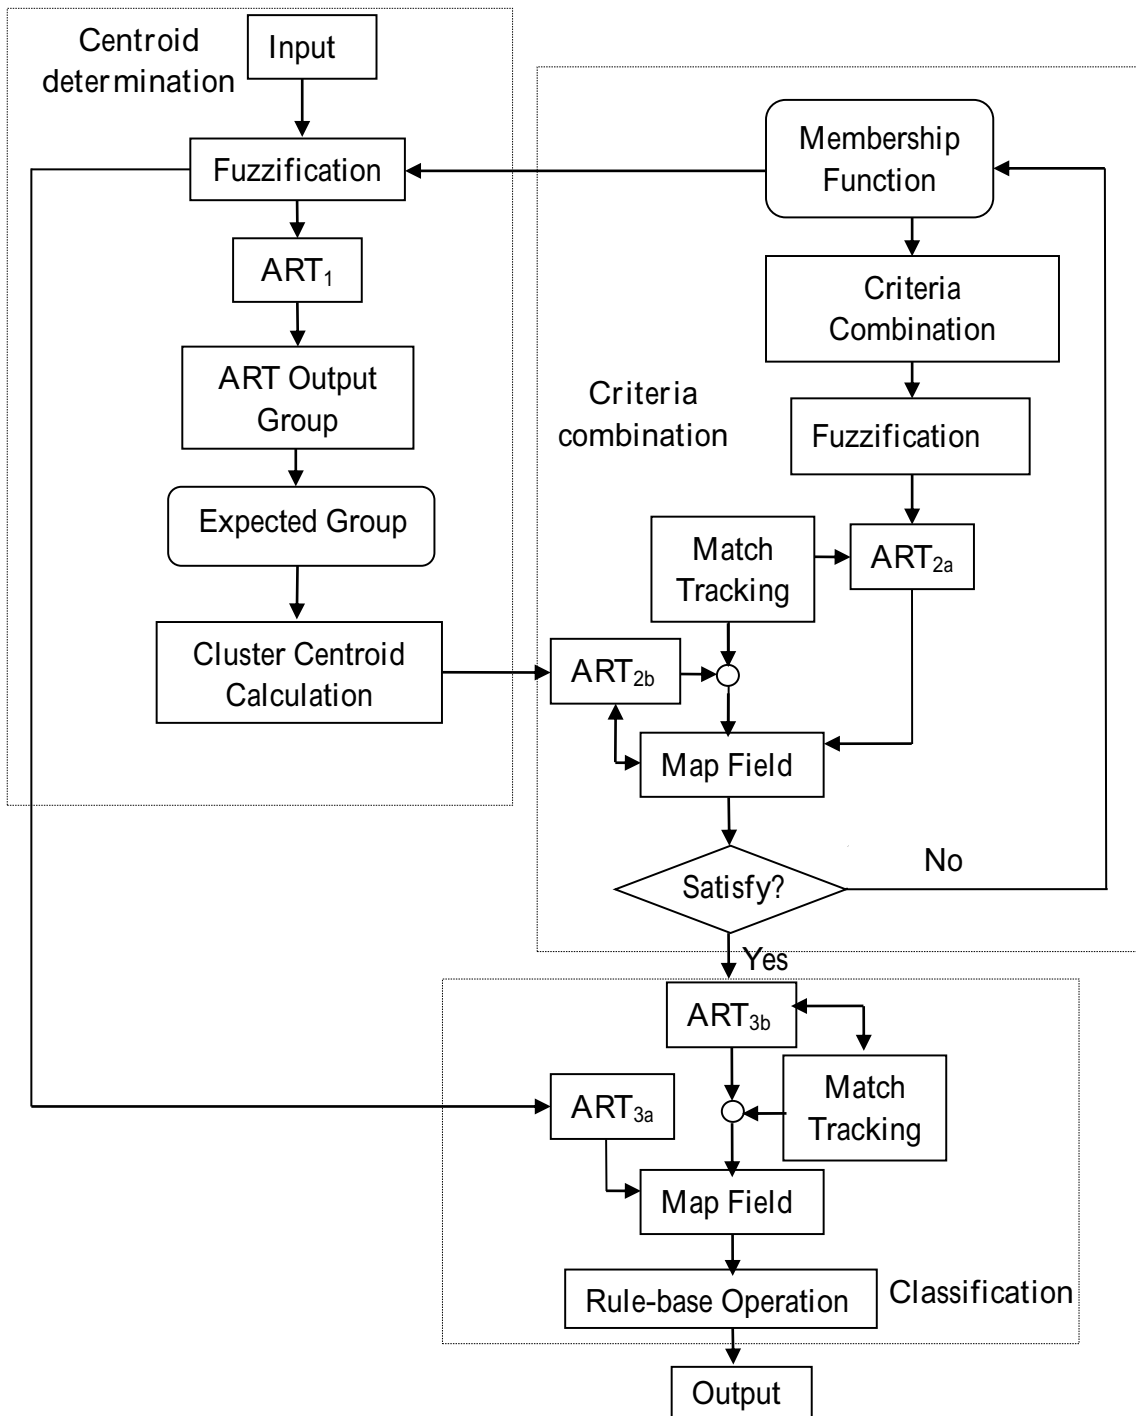 Centroid
determination
Input
Fuzzification
ART₁
ART Output
Group
Expected Group
Cluster Centroid
Calculation
Membership
Function
Criteria
Combination
Criteria
combination
Fuzzification
Match
Tracking
ART₂ₐ
ART₂b
Map Field
Satisfy?
No
Yes
ART₃b
Match
Tracking
ART₃ₐ
Map Field
Rule-base Operation
Classification
Output